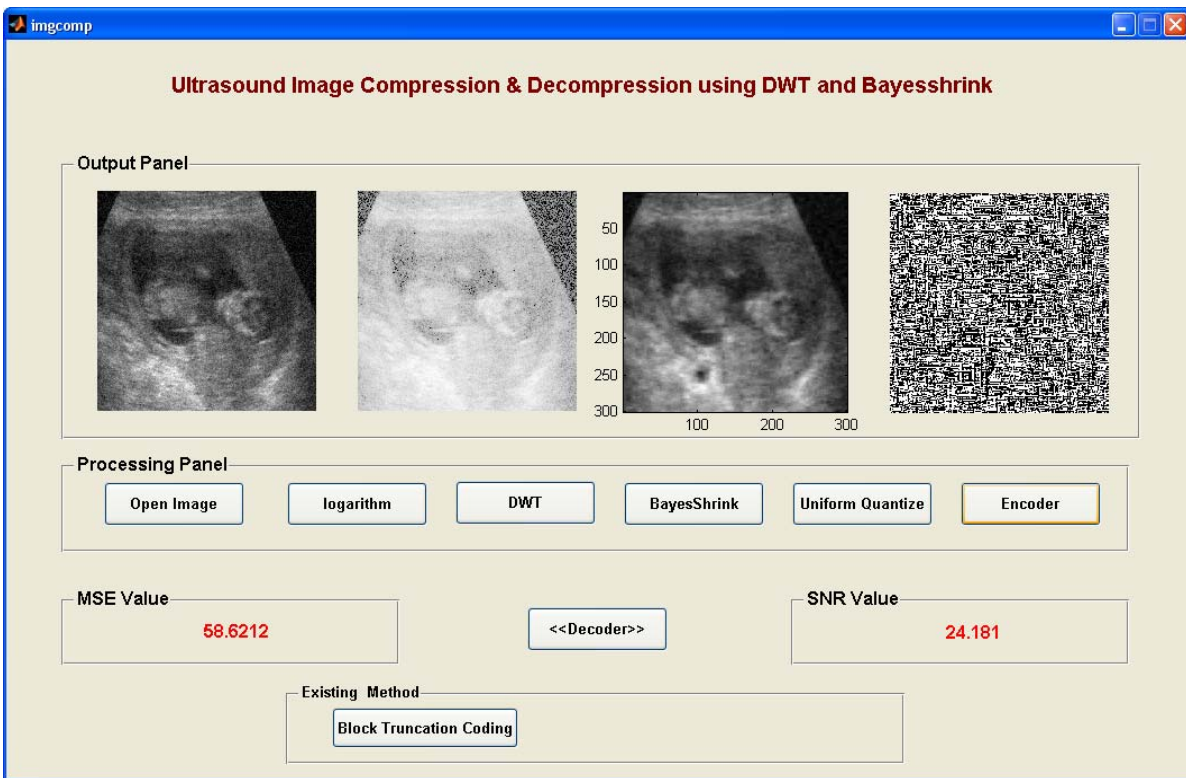 imgcomp
Ultrasound Image Compression & Decompression using DWT and Bayesshrink
Output Panel
50
100
150
200
250
300
100 200 300
Processing Panel
Open Image logarithm DWT BayesShrink Uniform Quantize Encoder
MSE Value
58.6212
<<Decoder>>
SNR Value
24.181
Existing Method
Block Truncation Coding